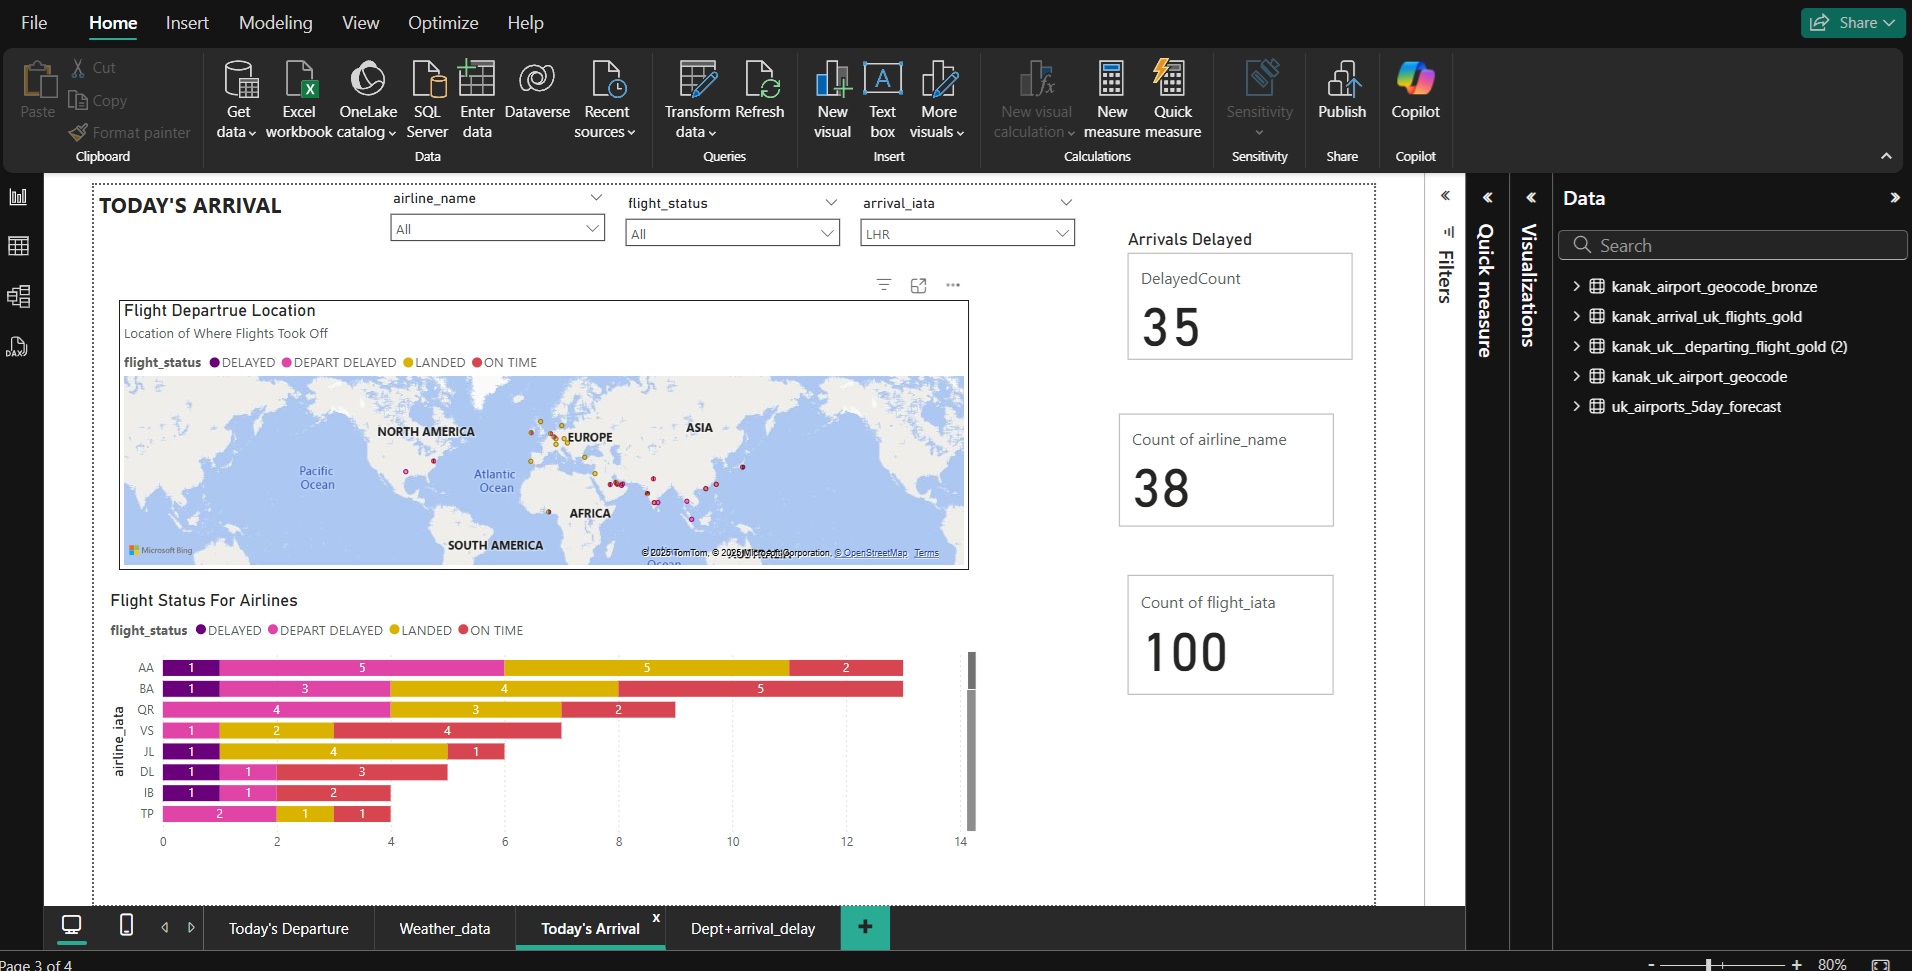 File Home Insert Modeling View Optimize Help Share
Paste
Cut
Copy
Format painter
Clipboard
Get data
Excel workbook
OneLake catalog
SQL Server
Enter data
Dataverse
Recent sources
Data
Transform data
Refresh
Queries
New visual
Text box
More visuals
Insert
New visual calculation
New measure
Quick measure
Calculations
Sensitivity
Sensitivity
Publish
Share
Copilot
Copilot
DAX
TODAY'S ARRIVAL
airline_name
All
flight_status
All
arrival_iata
LHR
Flight Departrue Location
Location of Where Flights Took Off
flight_status DELAYED DEPART DELAYED LANDED ON TIME
NORTH AMERICA
EUROPE
ASIA
Pacific
Ocean
Atlantic
Ocean
AFRICA
SOUTH AMERICA
Microsoft Bing
© 2025 TomTom, © 2025 Microsoft Corporation, © OpenStreetMap Terms
Flight Status For Airlines
flight_status DELAYED DEPART DELAYED LANDED ON TIME
airline_iata
AA 1 5 5 2
BA 1 3 4 5
QR 4 3 2
VS 1 2 4
JL 1 4 1
DL 1 1 3
IB 1 1 2
TP 2 1 1
0 2 4 6 8 10 12 14
Arrivals Delayed
DelayedCount
35
Count of airline_name
38
Count of flight_iata
100
Filters
Quick measure
Visualizations
Data
Search
kanak_airport_geocode_bronze
kanak_arrival_uk_flights_gold
kanak_uk__departing_flight_gold (2)
kanak_uk_airport_geocode
uk_airports_5day_forecast
Today's Departure Weather_data Today's Arrival x Dept+arrival_delay +
Page 3 of 4
- + 80%